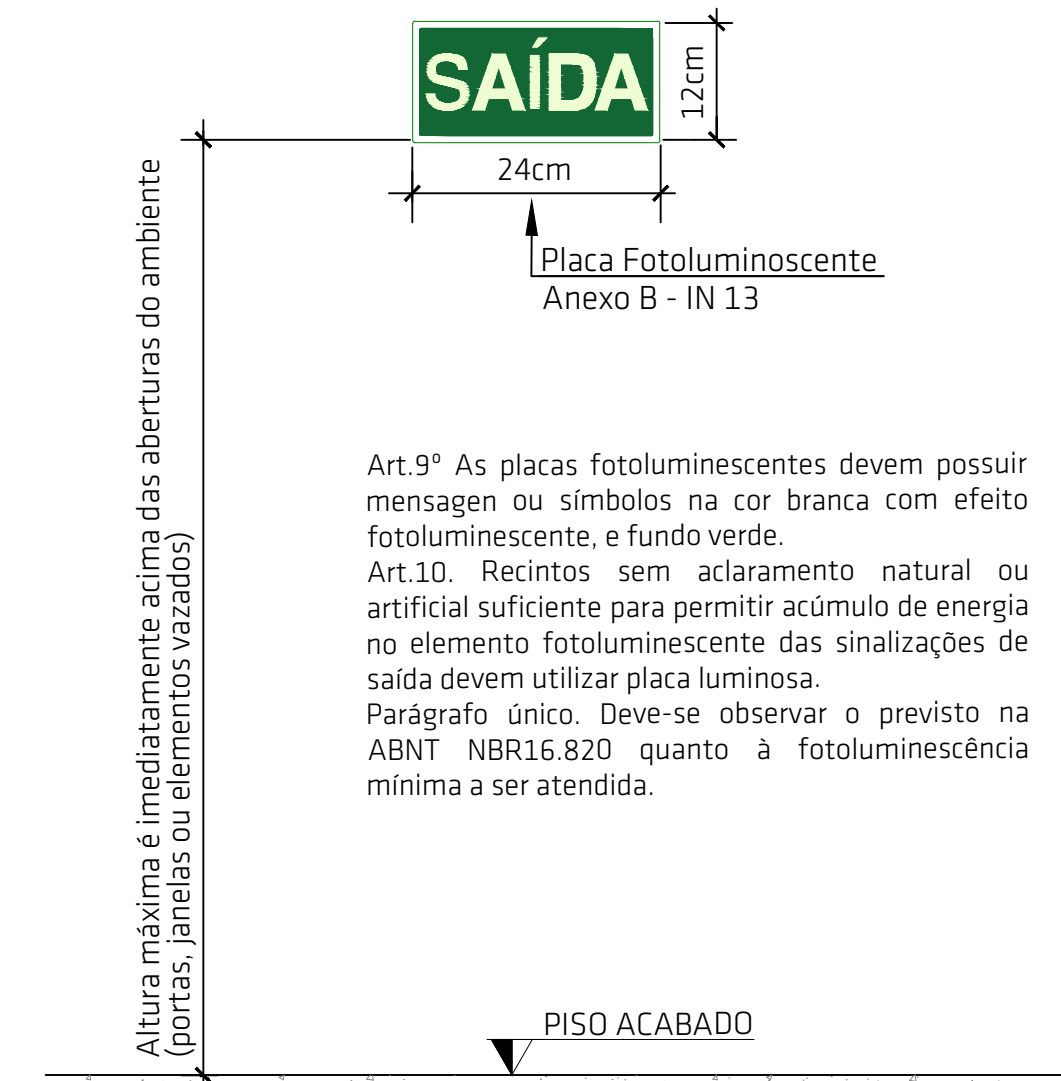 SAÍDA
12cm
24cm
Placa Fotoluminoscente
Anexo B - IN 13
Altura máxima é imediatamente acima das aberturas do ambiente
(portas, janelas ou elementos vazados)
Art.9º As placas fotoluminescentes devem possuir
mensagen ou símbolos na cor branca com efeito
fotoluminescente, e fundo verde.
Art.10. Recintos sem aclaramento natural ou
artificial suficiente para permitir acúmulo de energia
no elemento fotoluminescente das sinalizações de
saída devem utilizar placa luminosa.
Parágrafo único. Deve-se observar o previsto na
ABNT NBR16.820 quanto à fotoluminescência
mínima a ser atendida.
PISO ACABADO